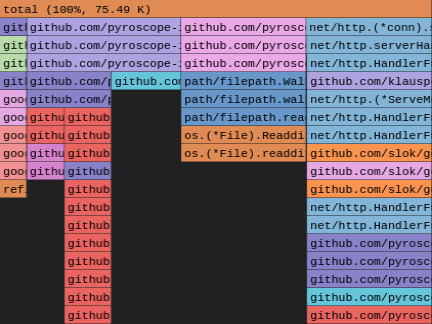 total (100%, 75.49 K)
git github.com/pyroscope- github.com/pyrosc net/http.(*conn).s
github.com/pyroscope- github.com/pyrosc net/http.serverHa
github.com/pyroscope- github.com/pyrosc net/http.HandlerF
git github.com/p github.con path/filepath.Wal github.com/klausp
goo github.com/p path/filepath.wal net/http.(*ServeM
goo githu github path/filepath.rea net/http.HandlerF
goo githu github os.(*File).Readdi net/http.HandlerF
goo githu github os.(*File).readdi github.com/slok/g
goo githu github github.com/slok/g
ref github github.com/slok/g
github net/http.HandlerF
github net/http.HandlerF
github github.com/pyrosc
github github.com/pyrosc
github github.com/pyrosc
github github.com/pyrosc
github github.com/pyrosc